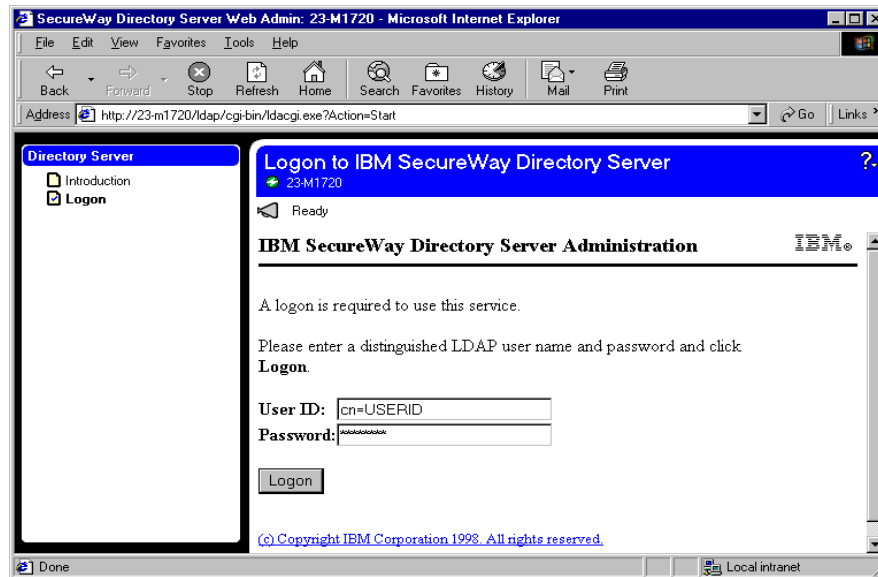 SecureWay Directory Server Web Admin: 23-M1720 - Microsoft Internet Explorer
File Edit View Favorites Tools Help
Back Forward Stop Refresh Home Search Favorites History Mail Print
Address http://23-m1720/ldap/cgi-bin/ldacgi.exe?Action=Start Go Links »
Directory Server
Introduction
Logon
Logon to IBM SecureWay Directory Server
23-M1720
?
Ready
IBM SecureWay Directory Server Administration
IBM®
A logon is required to use this service.
Please enter a distinguished LDAP user name and password and click
Logon.
User ID: cn=USERID
Password: ********
Logon
(c) Copyright IBM Corporation 1998. All rights reserved.
Done Local intranet